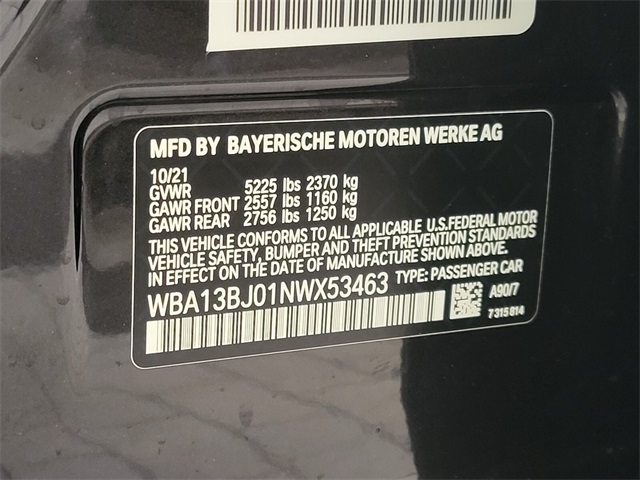 MFD BY BAYERISCHE MOTOREN WERKE AG
10/21
GVWR 5225 lbs 2370 kg
GAWR FRONT 2557 lbs 1160 kg
GAWR REAR 2756 lbs 1250 kg
THIS VEHICLE CONFORMS TO ALL APPLICABLE U.S.FEDERAL MOTOR
VEHICLE SAFETY, BUMPER AND THEFT PREVENTION STANDARDS
IN EFFECT ON THE DATE OF MANUFACTURE SHOWN ABOVE.
WBA13BJ01NWX53463 TYPE: PASSENGER CAR
A90/7
7315814